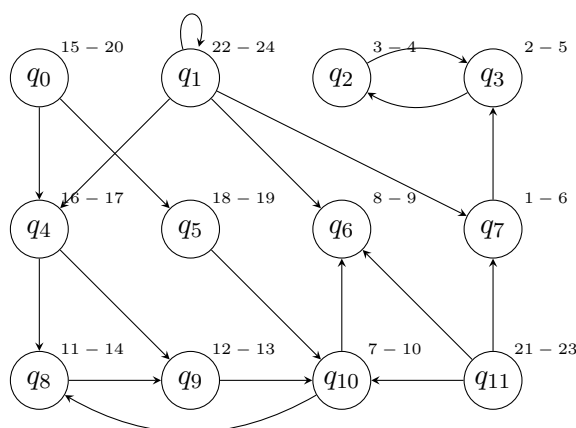 15 − 20 22 − 24 3 − 4 2 − 5
q0 q1 q2 q3
16 − 17 18 − 19 8 − 9 1 − 6
q4 q5 q6 q7
11 − 14 12 − 13 7 − 10 21 − 23
q8 q9 q10 q11